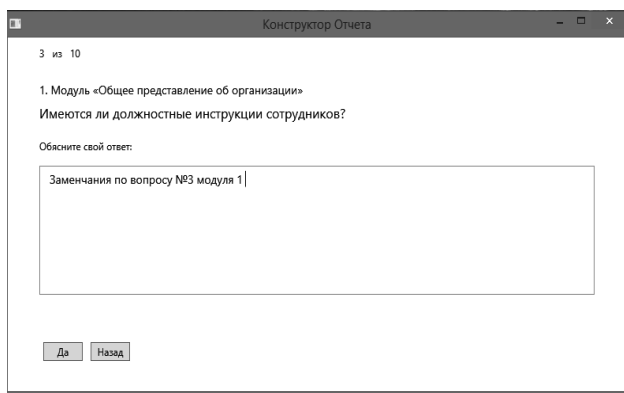 Конструктор Отчета
3 из 10
1. Модуль «Общее представление об организации»
Имеются ли должностные инструкции сотрудников?
Обясните свой ответ:
Заменчания по вопросу №3 модуля 1
Да Назад